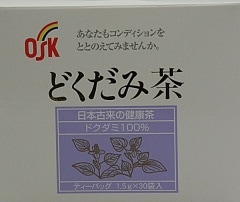 OSK
あなたもコンディションを
ととのえてみませんか。
どくだみ茶
日本古来の健康茶
ドクダミ100%
ティーバッグ 1.5g×30袋入